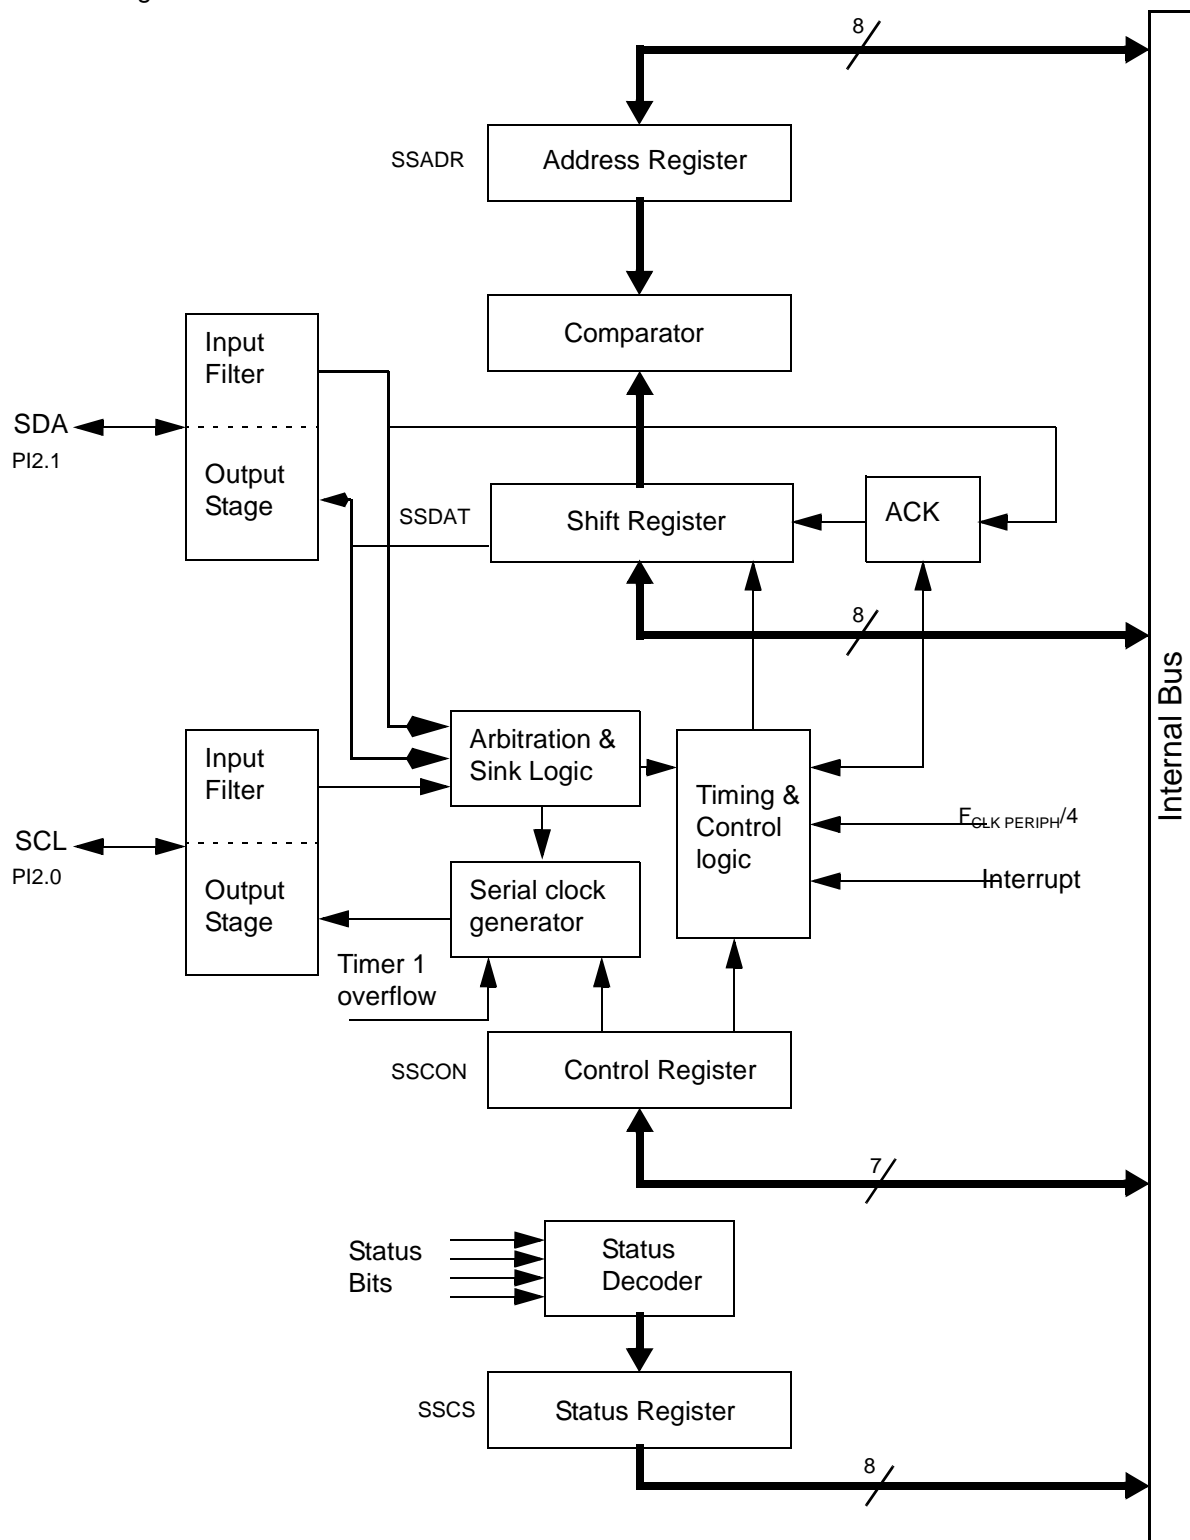 8
SSADR
Address Register
Comparator
Input
Filter
SDA
PI2.1
Output
Stage
SSDAT
Shift Register
ACK
8
Internal Bus
Arbitration &
Sink Logic
Input
Filter
Timing &
Control
logic
SCL
PI2.0
FCLK PERIPH/4
Output
Stage
Serial clock
generator
Interrupt
Timer 1
overflow
SSCON
Control Register
7
Status
Bits
Status
Decoder
SSCS
Status Register
8